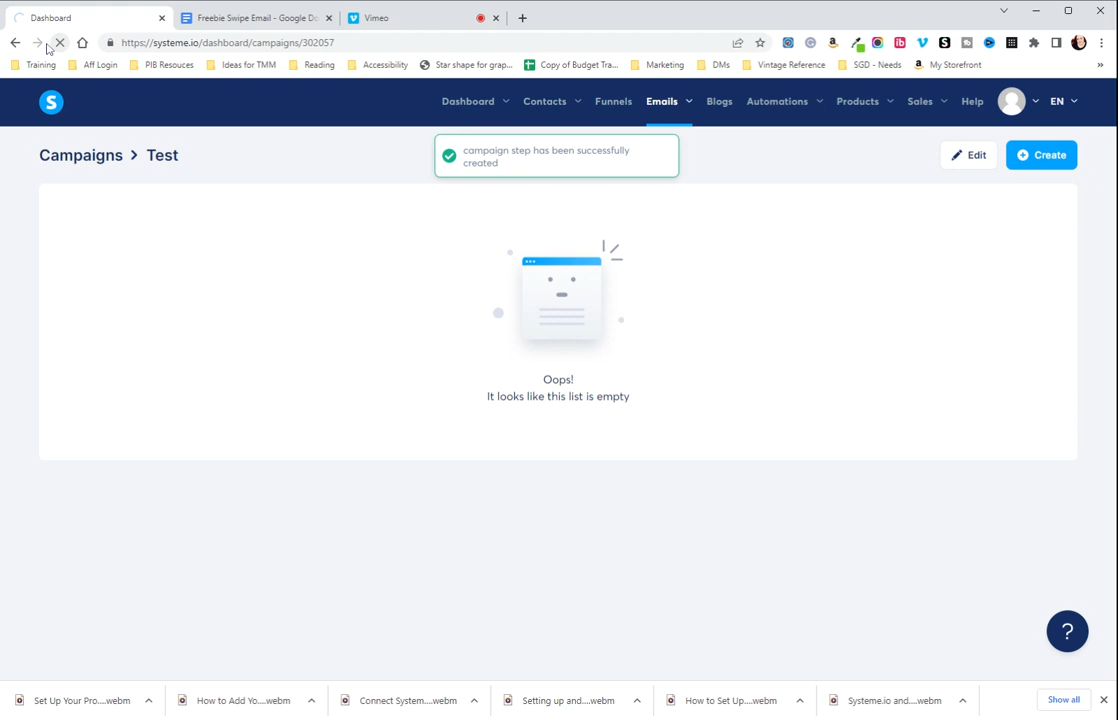 Dashboard
Freebie Swipe Email - Google Do
Vimeo
https://systeme.io/dashboard/campaigns/302057
Training
Aff Login
PIB Resouces
Ideas for TMM
Reading
Accessibility
Star shape for grap...
Copy of Budget Tra...
Marketing
DMs
Vintage Reference
SGD - Needs
My Storefront
»
S
Dashboard
Contacts
Funnels
Emails
Blogs
Automations
Products
Sales
Help
EN
Campaigns > Test
campaign step has been successfully
created
Edit
Create
Oops!
It looks like this list is empty
?
Set Up Your Pro....webm
How to Add Yo....webm
Connect System....webm
Setting up and....webm
How to Set Up....webm
Systeme.io and....webm
Show all